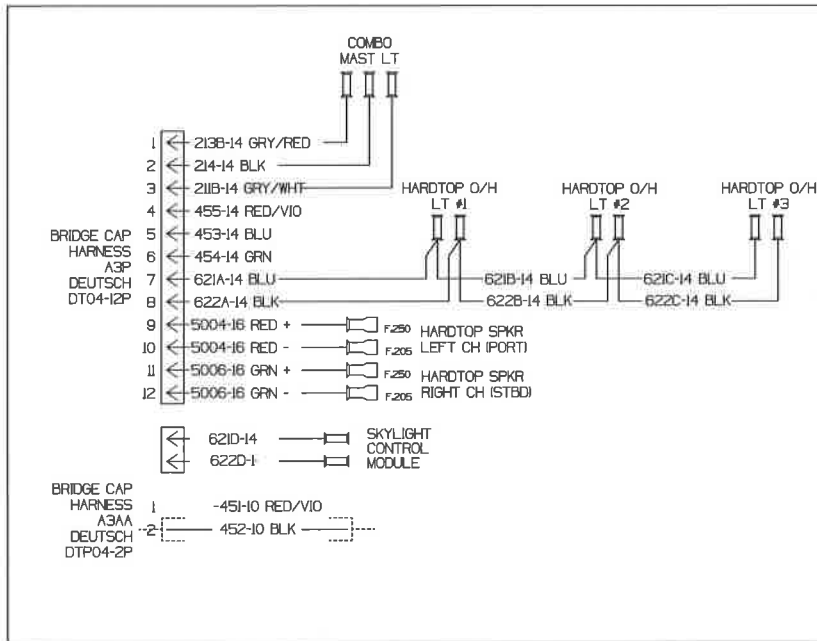 COMBO
MAST LT
1 213B-14 GRY/RED
2 214-14 BLK
3 211B-14 GRY/WHT
4 455-14 RED/VIO
5 453-14 BLU
6 454-14 GRN
7 621A-14 BLU
8 622A-14 BLK
9 5004-16 RED +
10 5004-16 RED -
11 5006-16 GRN +
12 5006-16 GRN -
BRIDGE CAP
HARNESS
A3P
DEUTSCH
DT04-12P
HARDTOP O/H
LT #1
HARDTOP O/H
LT #2
HARDTOP O/H
LT #3
621B-14 BLU
621C-14 BLU
622B-14 BLK
622C-14 BLK
F.250
F.205
HARDTOP SPKR
LEFT CH (PORT)
F.250
F.205
HARDTOP SPKR
RIGHT CH (STBD)
621D-14
622D-1
SKYLIGHT
CONTROL
MODULE
BRIDGE CAP
HARNESS
A3AA
DEUTSCH
DTP04-2P
1 -451-10 RED/VIO
2 452-10 BLK